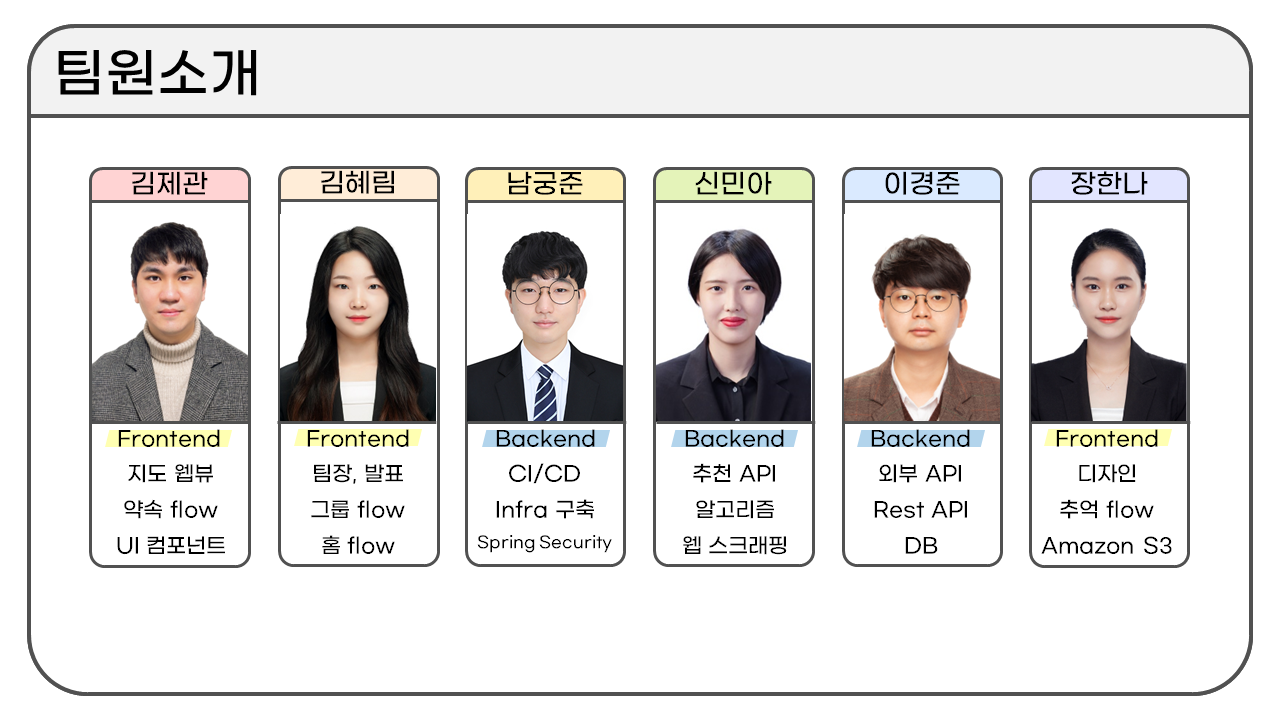 팀원소개
김제관
Frontend
지도 웹뷰
약속 flow
UI 컴포넌트
김혜림
Frontend
팀장, 발표
그룹 flow
홈 flow
남궁준
Backend
CI/CD
Infra 구축
Spring Security
신민아
Backend
추천 API
알고리즘
웹 스크래핑
이경준
Backend
외부 API
Rest API
DB
장한나
Frontend
디자인
추억 flow
Amazon S3